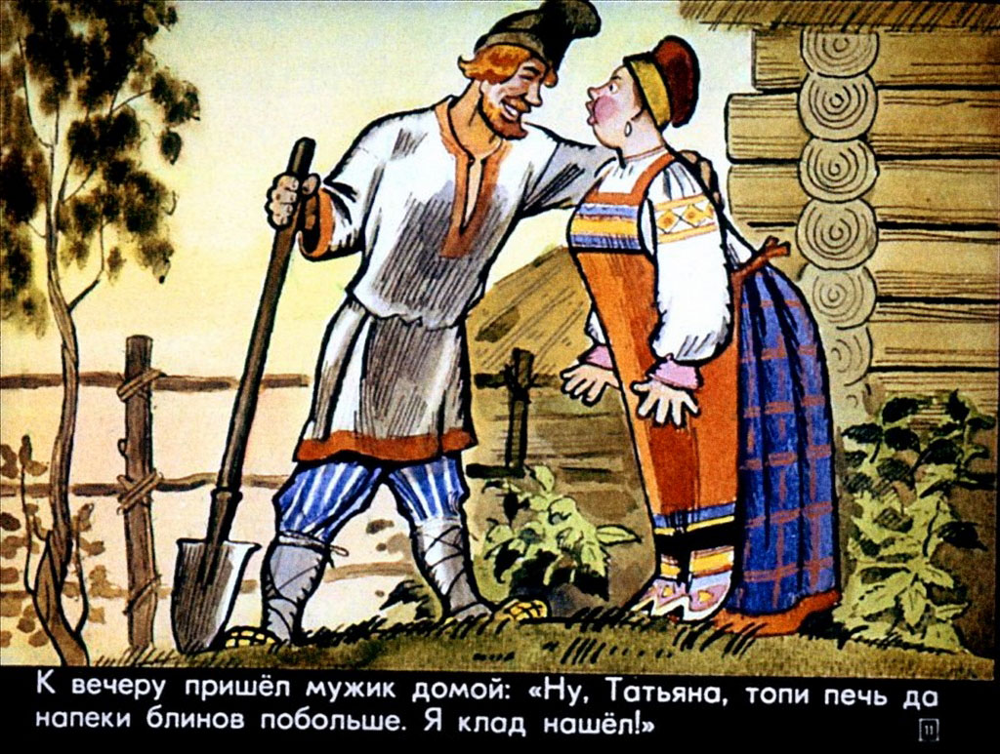 К вечеру пришёл мужик домой: «Ну, Татьяна, топи печь да
напеки блинов побольше. Я клад нашёл!»
11